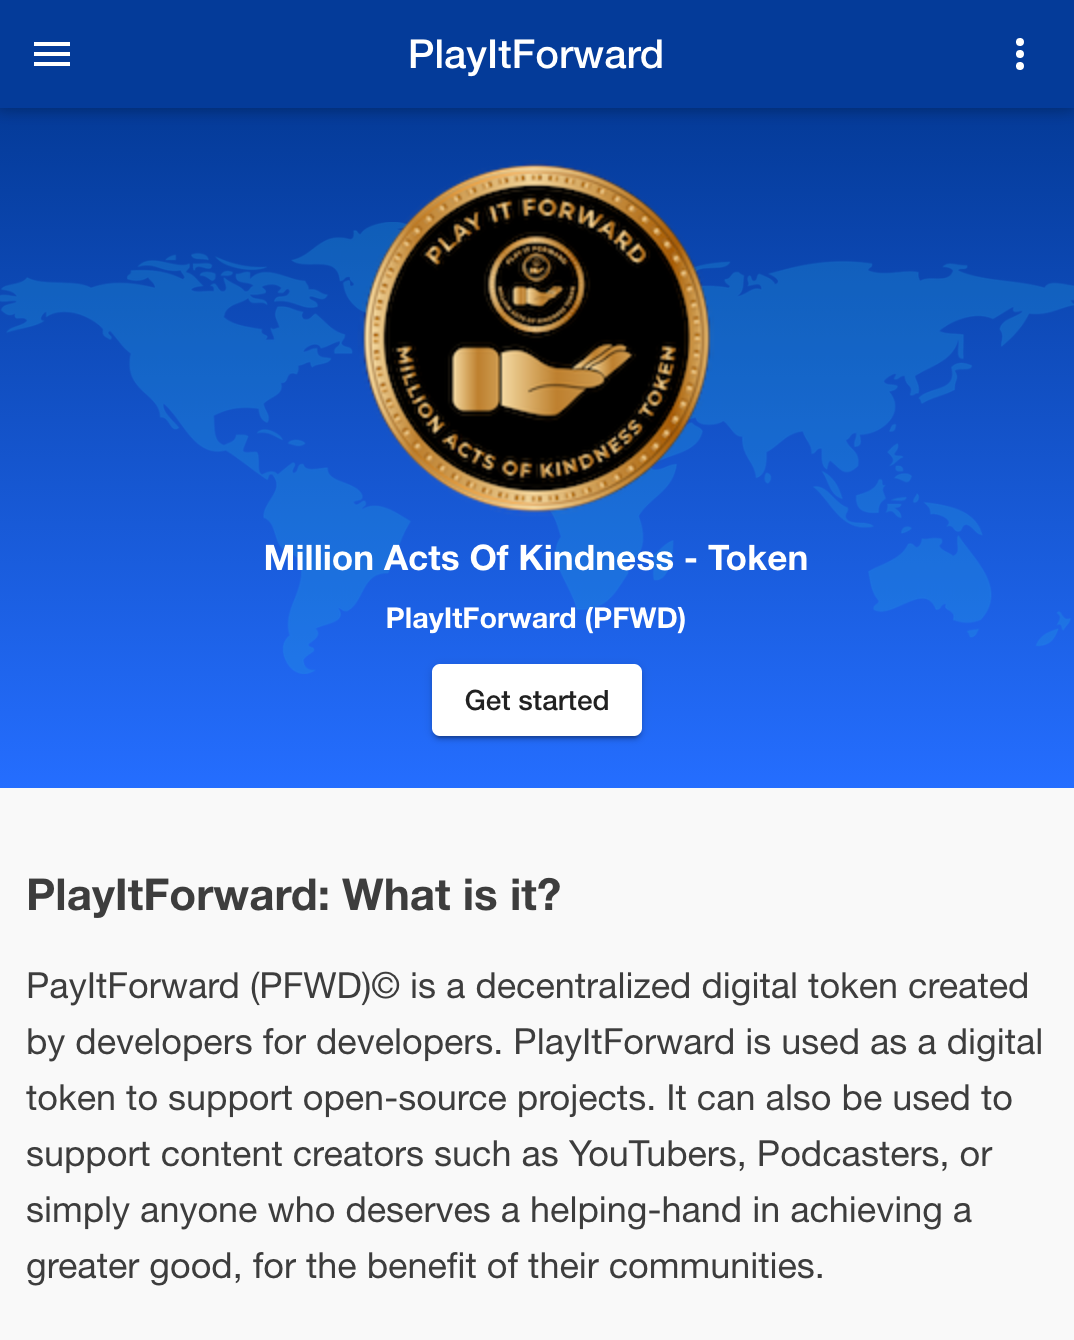 PlayItForward
PLAY IT FORWARD
MILLION ACTS OF KINDNESS TOKEN
Million Acts Of Kindness - Token
PlayItForward (PFWD)
Get started
PlayItForward: What is it?
PayItForward (PFWD)© is a decentralized digital token created
by developers for developers. PlayItForward is used as a digital
token to support open-source projects. It can also be used to
support content creators such as YouTubers, Podcasters, or
simply anyone who deserves a helping-hand in achieving a
greater good, for the benefit of their communities.